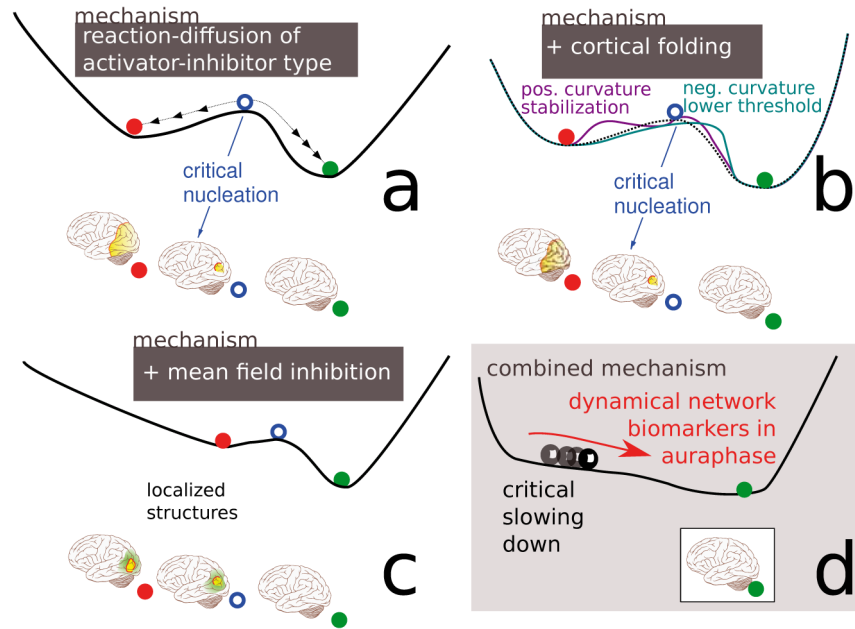 mechanism
reaction-diffusion of
activator-inhibitor type
critical
nucleation
a
mechanism
+ cortical folding
pos. curvature
stabilization
neg. curvature
lower threshold
critical
nucleation
b
mechanism
+ mean field inhibition
localized
structures
c
combined mechanism
dynamical network
biomarkers in
auraphase
critical
slowing
down
d